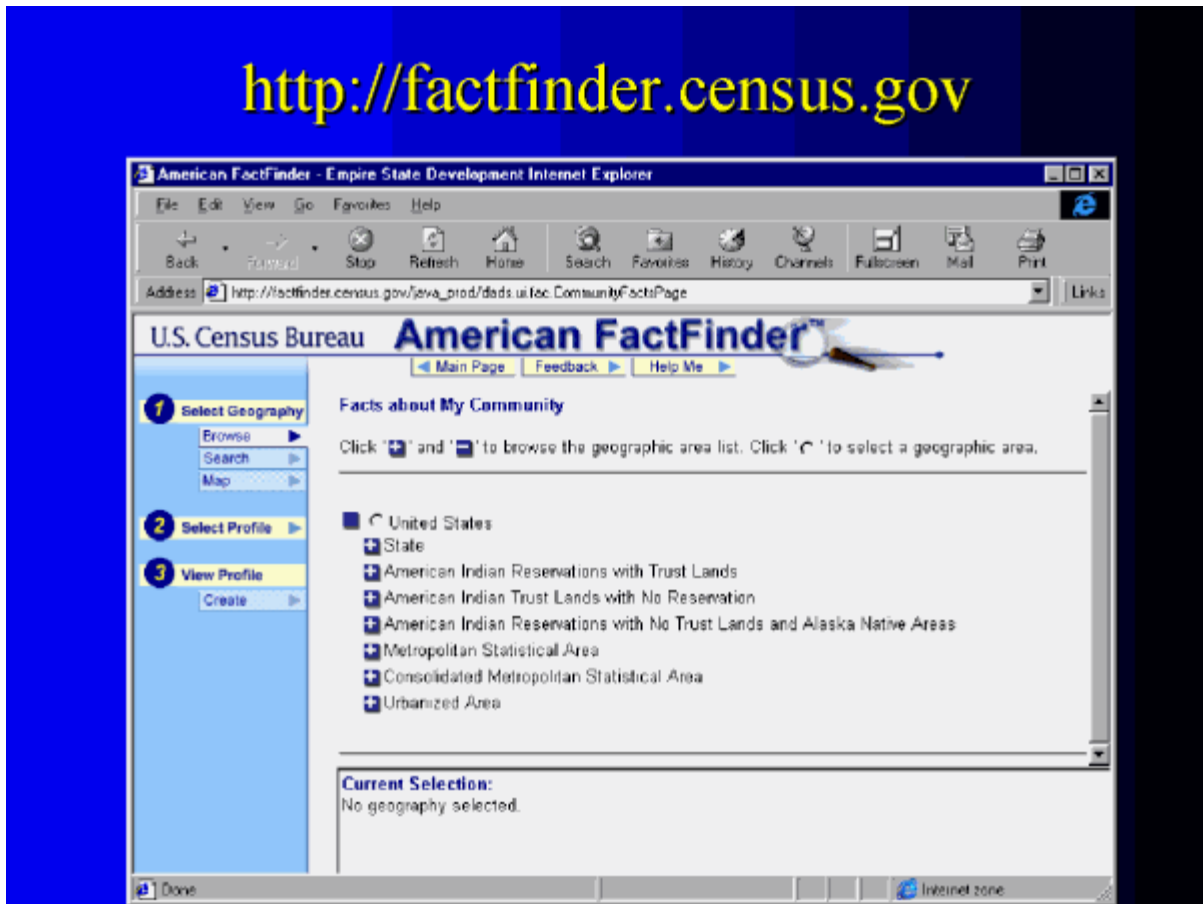 http://factfinder.census.gov
American FactFinder - Empire State Development Internet Explorer
File Edit View Go Favorites Help
Back Forward Stop Refresh Home Search Favorites History Channels Fullscreen Mail Print
Address http://factfinder.census.gov/java_prod/dads.ui.fac.CommunityFactsPage Links
U.S. Census Bureau American FactFinder™
Main Page Feedback Help Me
1 Select Geography
Browse
Search
Map
2 Select Profile
3 View Profile
Create
Facts about My Community
Click '+' and '-' to browse the geographic area list. Click ' ' to select a geographic area.
United States
State
American Indian Reservations with Trust Lands
American Indian Trust Lands with No Reservation
American Indian Reservations with No Trust Lands and Alaska Native Areas
Metropolitan Statistical Area
Consolidated Metropolitan Statistical Area
Urbanized Area
Current Selection:
No geography selected.
Done Internet zone